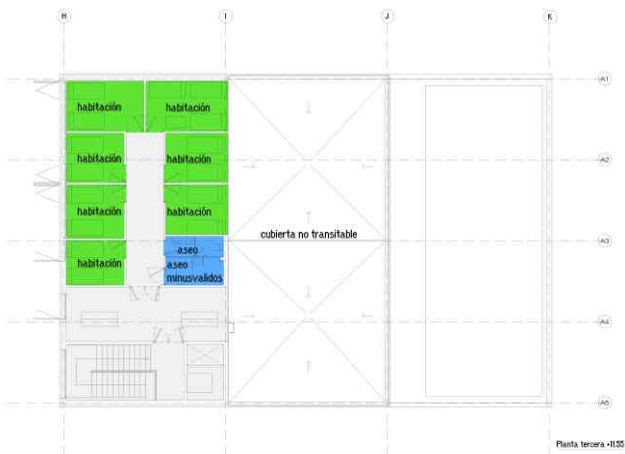 H I J K
A1
habitación habitación
A2
habitación habitación
habitación habitación
A3
cubierta no transitable
aseo
habitación aseo
minusvalidos
A4
A5
Planta tercera +11.55